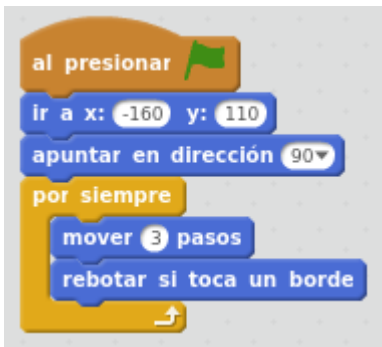 al presionar
ir a x: -160 y: 110
apuntar en dirección 90▼
por siempre
mover 3 pasos
rebotar si toca un borde